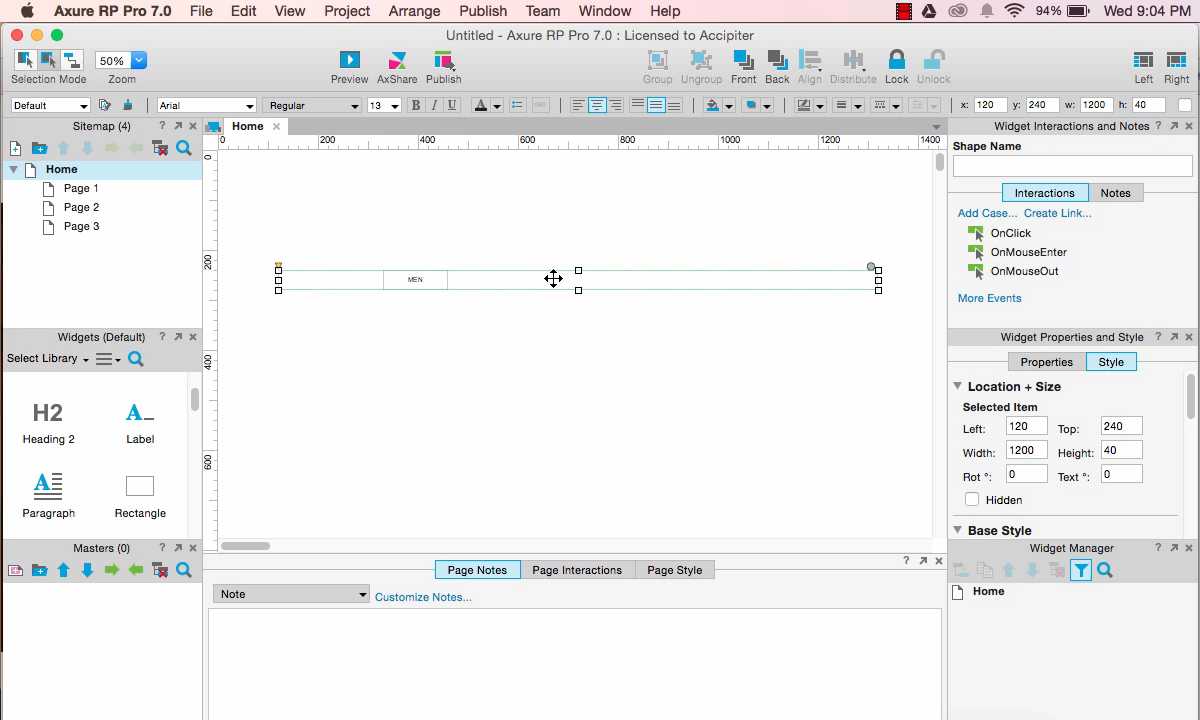 Axure RP Pro 7.0 File Edit View Project Arrange Publish Team Window Help 94% Wed 9:04 PM
Untitled - Axure RP Pro 7.0 : Licensed to Accipiter
50%
Selection Mode Zoom Preview AxShare Publish Group Ungroup Front Back Align Distribute Lock Unlock Left Right
Default Arial Regular 13 B I U A x: 120 y: 240 w: 1200 h: 40
Sitemap (4) ?
Home
Page 1
Page 2
Page 3
Widgets (Default) ?
Select Library
H2
Heading 2
A
Label
A
Paragraph
Rectangle
Masters (0) ?
Home
0 200 400 600 800 1000 1200 1400
0
200
400
600
MEN
?
Page Notes Page Interactions Page Style
Note
Customize Notes...
Widget Interactions and Notes ?
Shape Name
Interactions Notes
Add Case... Create Link...
OnClick
OnMouseEnter
OnMouseOut
More Events
Widget Properties and Style ?
Properties Style
Location + Size
Selected Item
Left: 120 Top: 240
Width: 1200 Height: 40
Rot °: 0 Text °: 0
Hidden
Base Style
Widget Manager ?
Home